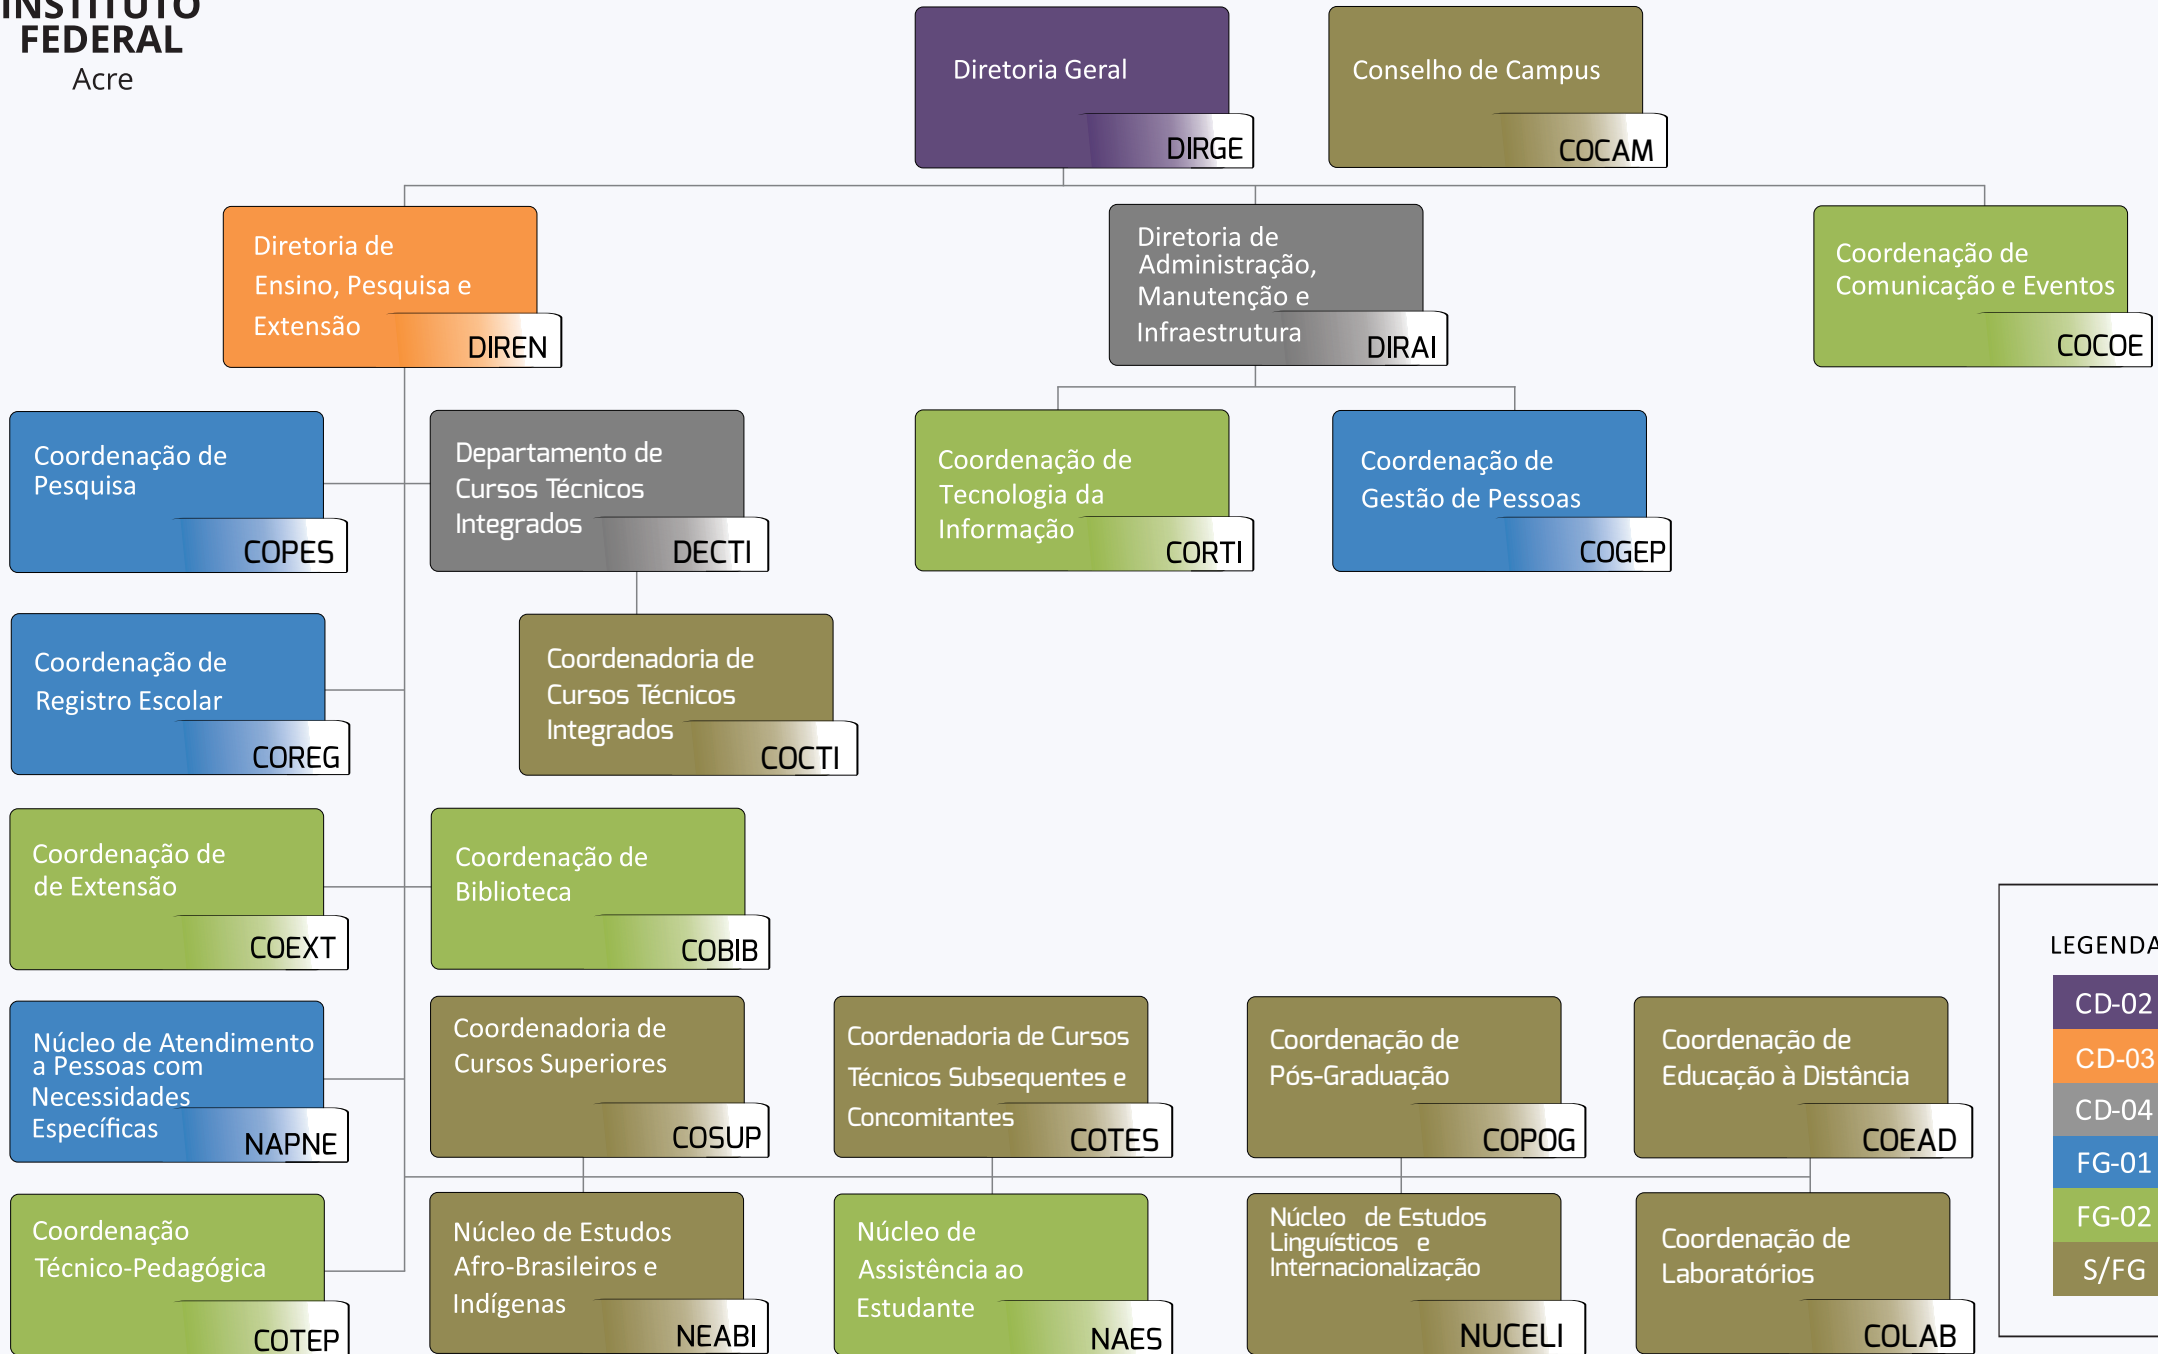 INSTITUTO
FEDERAL
Acre
Diretoria Geral
DIRGE
Conselho de Campus
COCAM
Diretoria de
Ensino, Pesquisa e
Extensão
DIREN
Diretoria de
Administração,
Manutenção e
Infraestrutura
DIRAI
Coordenação de
Comunicação e Eventos
COCOE
Coordenação de
Pesquisa
COPES
Departamento de
Cursos Técnicos
Integrados
DECTI
Coordenação de
Tecnologia da
Informação
CORTI
Coordenação de
Gestão de Pessoas
COGEP
Coordenação de
Registro Escolar
COREG
Coordenadoria de
Cursos Técnicos
Integrados
COCTI
Coordenação de
de Extensão
COEXT
Coordenação de
Biblioteca
COBIB
Núcleo de Atendimento
a Pessoas com
Necessidades
Específicas
NAPNE
Coordenadoria de
Cursos Superiores
COSUP
Coordenadoria de Cursos
Técnicos Subsequentes e
Concomitantes
COTES
Coordenação de
Pós-Graduação
COPOG
Coordenação de
Educação à Distância
COEAD
Coordenação
Técnico-Pedagógica
COTEP
Núcleo de Estudos
Afro-Brasileiros e
Indígenas
NEABI
Núcleo de
Assistência ao
Estudante
NAES
Núcleo de Estudos
Linguísticos e
Internacionalização
NUCELI
Coordenação de
Laboratórios
COLAB
LEGENDA
CD-02
CD-03
CD-04
FG-01
FG-02
S/FG